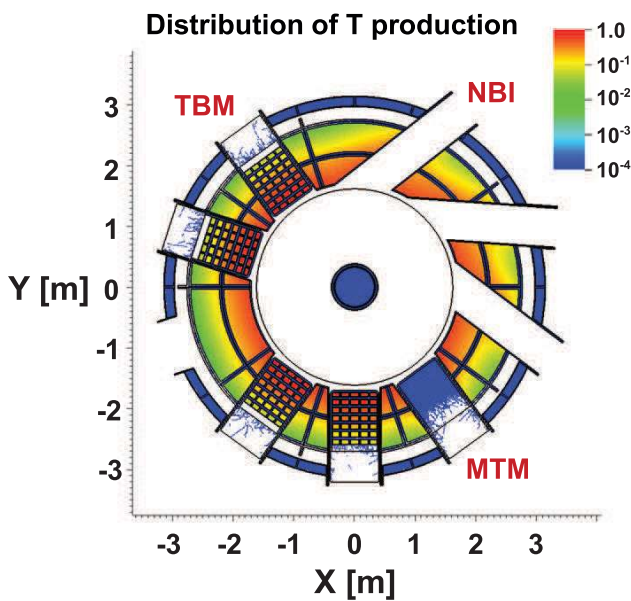 Distribution of T production
1.0
10-1
10-2
10-3
10-4
TBM
NBI
MTM
Y [m]
3
2
1
0
-1
-2
-3
-3 -2 -1 0 1 2 3
X [m]